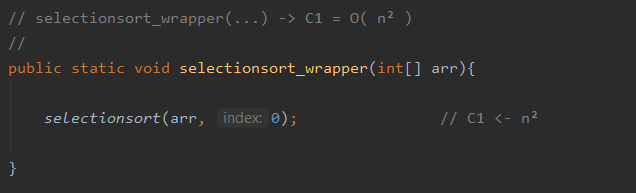 // selectionsort_wrapper(...) -> C1 = O( n² )
//
public static void selectionsort_wrapper(int[] arr){
selectionsort(arr, index: 0); // C1 <- n²
}